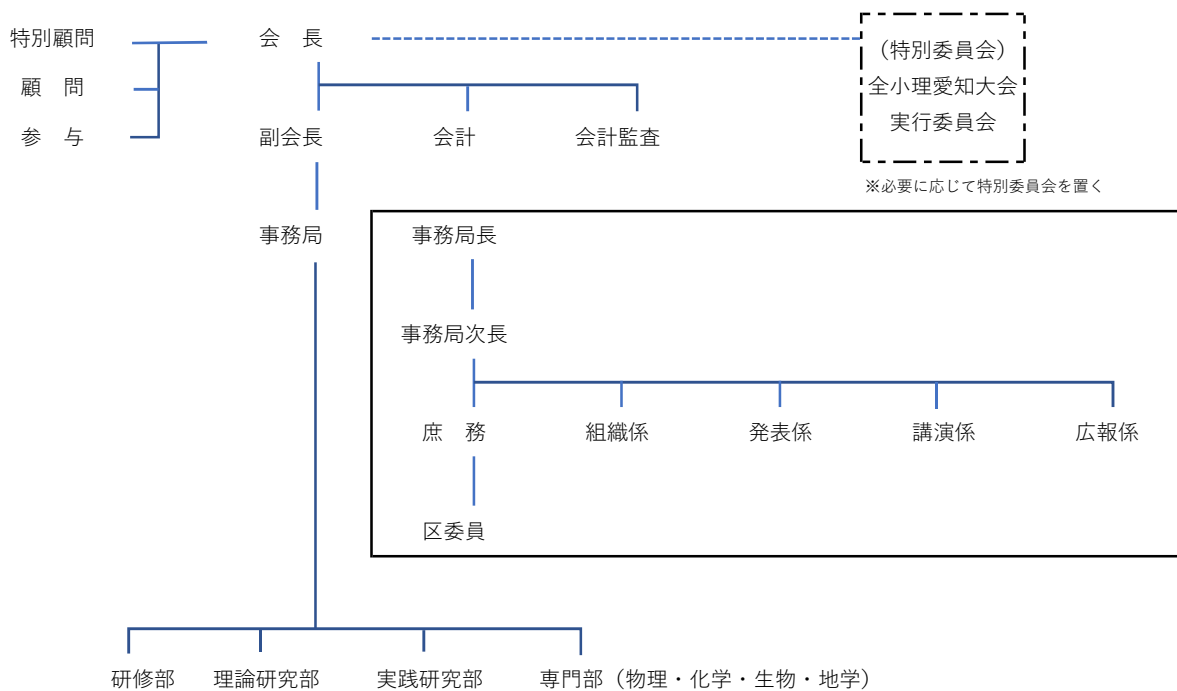 特別顧問
会　長
（特別委員会）
全小理愛知大会
実行委員会
顧　問
参　与
副会長
会計
会計監査
※必要に応じて特別委員会を置く
事務局
事務局長
事務局次長
庶　務
組織係
発表係
講演係
広報係
区委員
研修部
理論研究部
実践研究部
専門部（物理・化学・生物・地学）